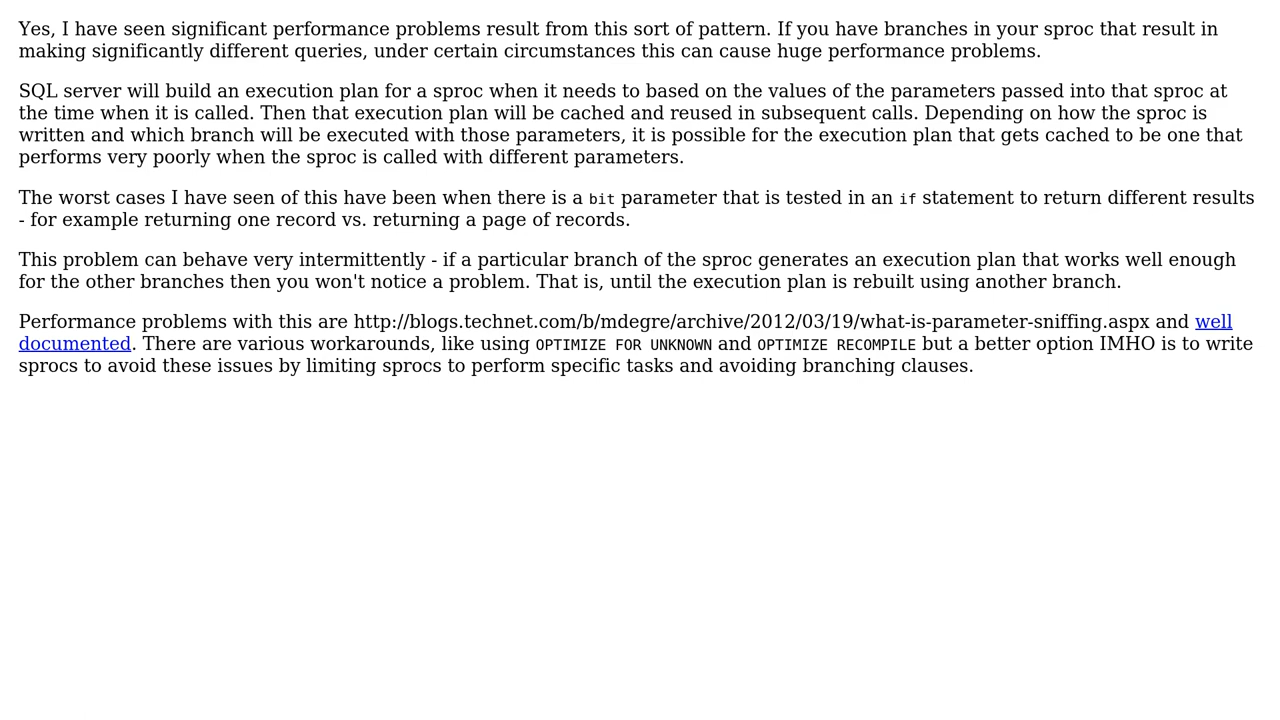 Yes, I have seen significant performance problems result from this sort of pattern. If you have branches in your sproc that result in
making significantly different queries, under certain circumstances this can cause huge performance problems.
SQL server will build an execution plan for a sproc when it needs to based on the values of the parameters passed into that sproc at
the time when it is called. Then that execution plan will be cached and reused in subsequent calls. Depending on how the sproc is
written and which branch will be executed with those parameters, it is possible for the execution plan that gets cached to be one that
performs very poorly when the sproc is called with different parameters.
The worst cases I have seen of this have been when there is a bit parameter that is tested in an if statement to return different results
- for example returning one record vs. returning a page of records.
This problem can behave very intermittently - if a particular branch of the sproc generates an execution plan that works well enough
for the other branches then you won't notice a problem. That is, until the execution plan is rebuilt using another branch.
Performance problems with this are http://blogs.technet.com/b/mdegre/archive/2012/03/19/what-is-parameter-sniffing.aspx and well
documented. There are various workarounds, like using OPTIMIZE FOR UNKNOWN and OPTIMIZE RECOMPILE but a better option IMHO is to write
sprocs to avoid these issues by limiting sprocs to perform specific tasks and avoiding branching clauses.